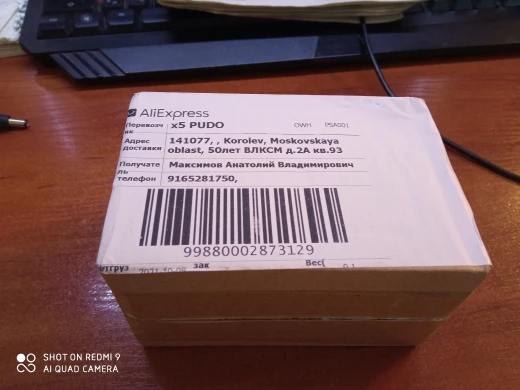 AliExpress
Перевозч
ик
x5 PUDO
OWH PSA001
Адрес
доставки
141077, , Korolev, Moskovskaya
oblast, 50лет ВЛКСМ д.2А кв.93
Получате
ль
Максимов Анатолий Владимирович
телефон
9165281750,
99880002873129
зак
Вес(
SHOT ON REDMI 9
AI QUAD CAMERA